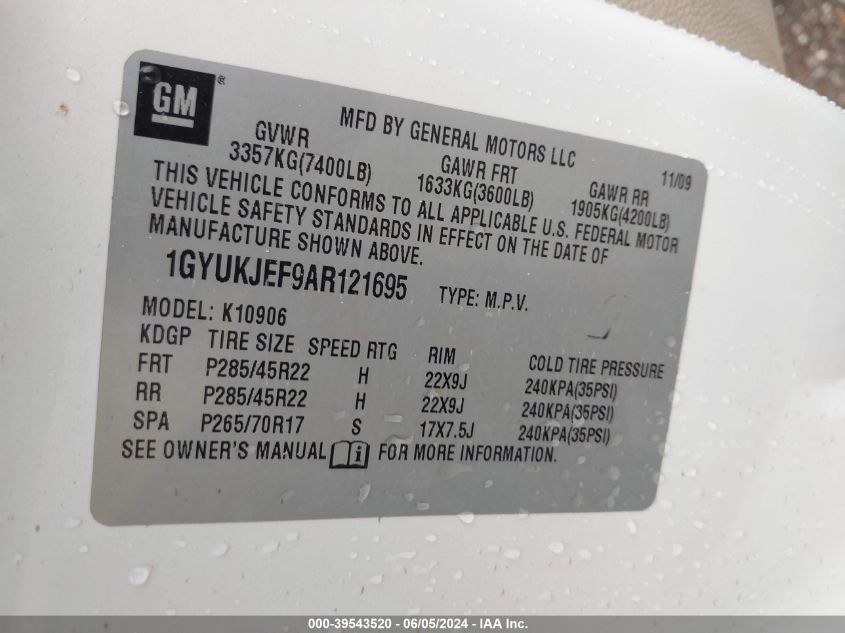 GM ®
MFD BY GENERAL MOTORS LLC 11/09
GVWR GAWR FRT GAWR RR
3357KG(7400LB) 1633KG(3600LB) 1905KG(4200LB)
THIS VEHICLE CONFORMS TO ALL APPLICABLE U.S. FEDERAL MOTOR
VEHICLE SAFETY STANDARDS IN EFFECT ON THE DATE OF
MANUFACTURE SHOWN ABOVE.
1GYUKJEF9AR121695 TYPE: M.P.V.
MODEL: K10906
KDGP TIRE SIZE SPEED RTG RIM COLD TIRE PRESSURE
FRT P285/45R22 H 22X9J 240KPA(35PSI)
RR P285/45R22 H 22X9J 240KPA(35PSI)
SPA P265/70R17 S 17X7.5J 240KPA(35PSI)
SEE OWNER'S MANUAL i FOR MORE INFORMATION.
000-39543520 - 06/05/2024 - IAA Inc.